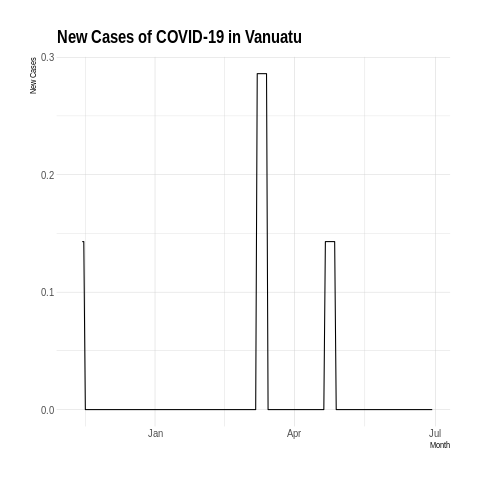 New Cases of COVID-19 in Vanuatu
New Cases
0.3
0.2
0.1
0.0
Jan
Apr
Jul
Month